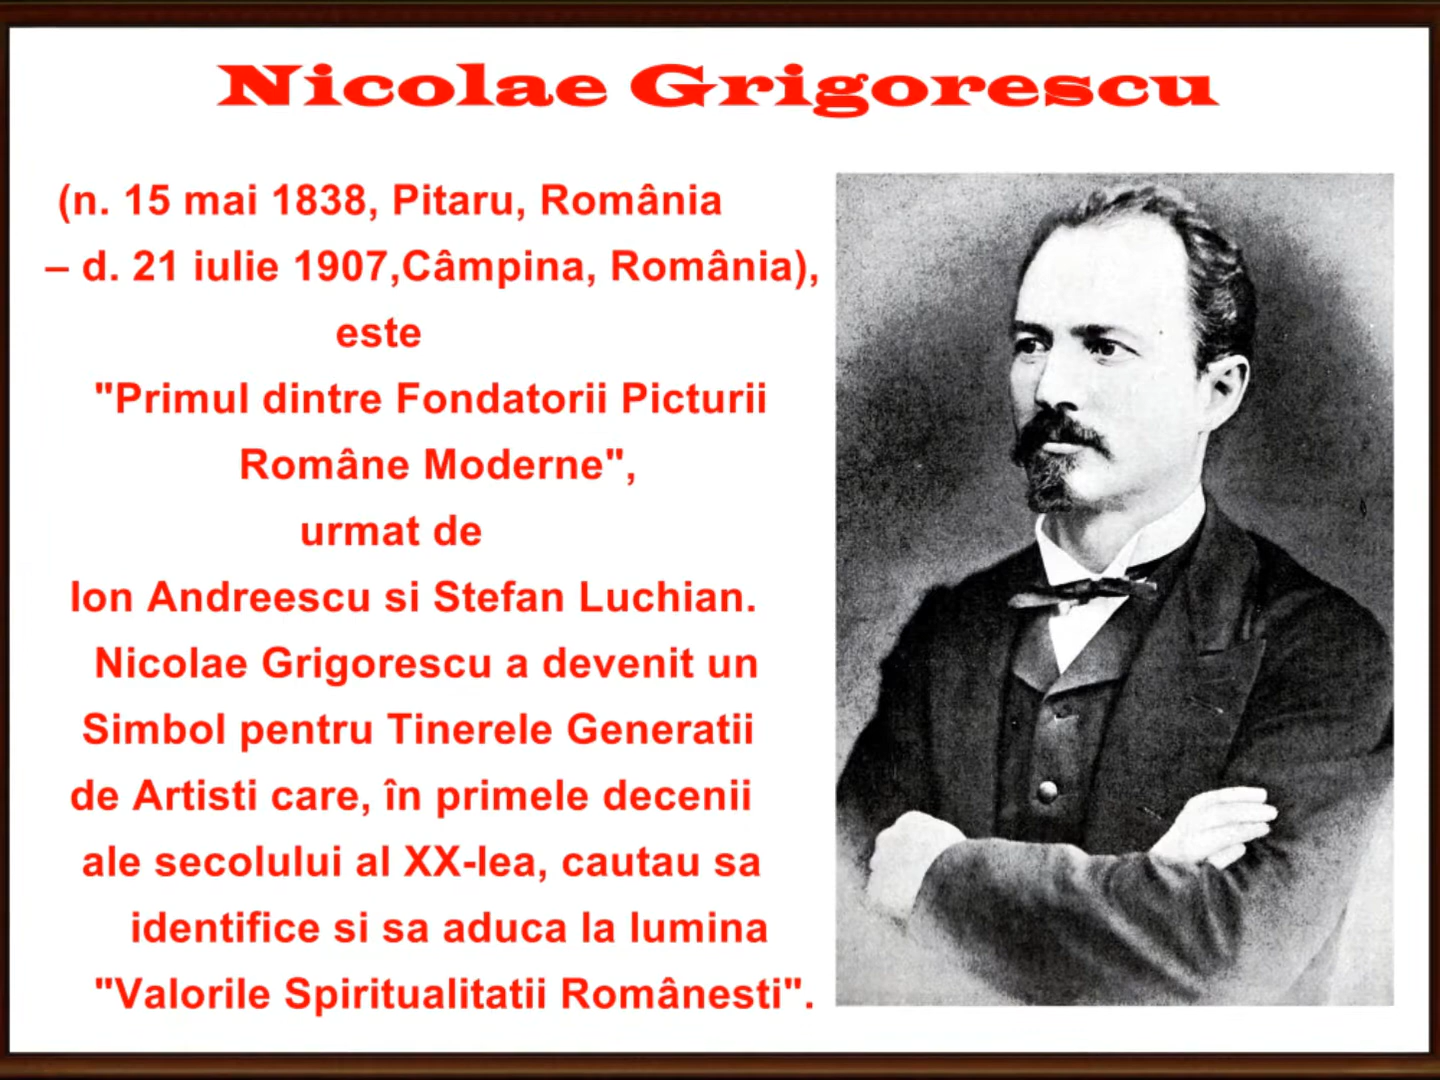 Nicolae Grigorescu
(n. 15 mai 1838, Pitaru, România
– d. 21 iulie 1907,Câmpina, România),
este
"Primul dintre Fondatorii Picturii
Române Moderne",
urmat de
Ion Andreescu si Stefan Luchian.
Nicolae Grigorescu a devenit un
Simbol pentru Tinerele Generatii
de Artisti care, în primele decenii
ale secolului al XX-lea, cautau sa
identifice si sa aduca la lumina
"Valorile Spiritualitatii Românesti".